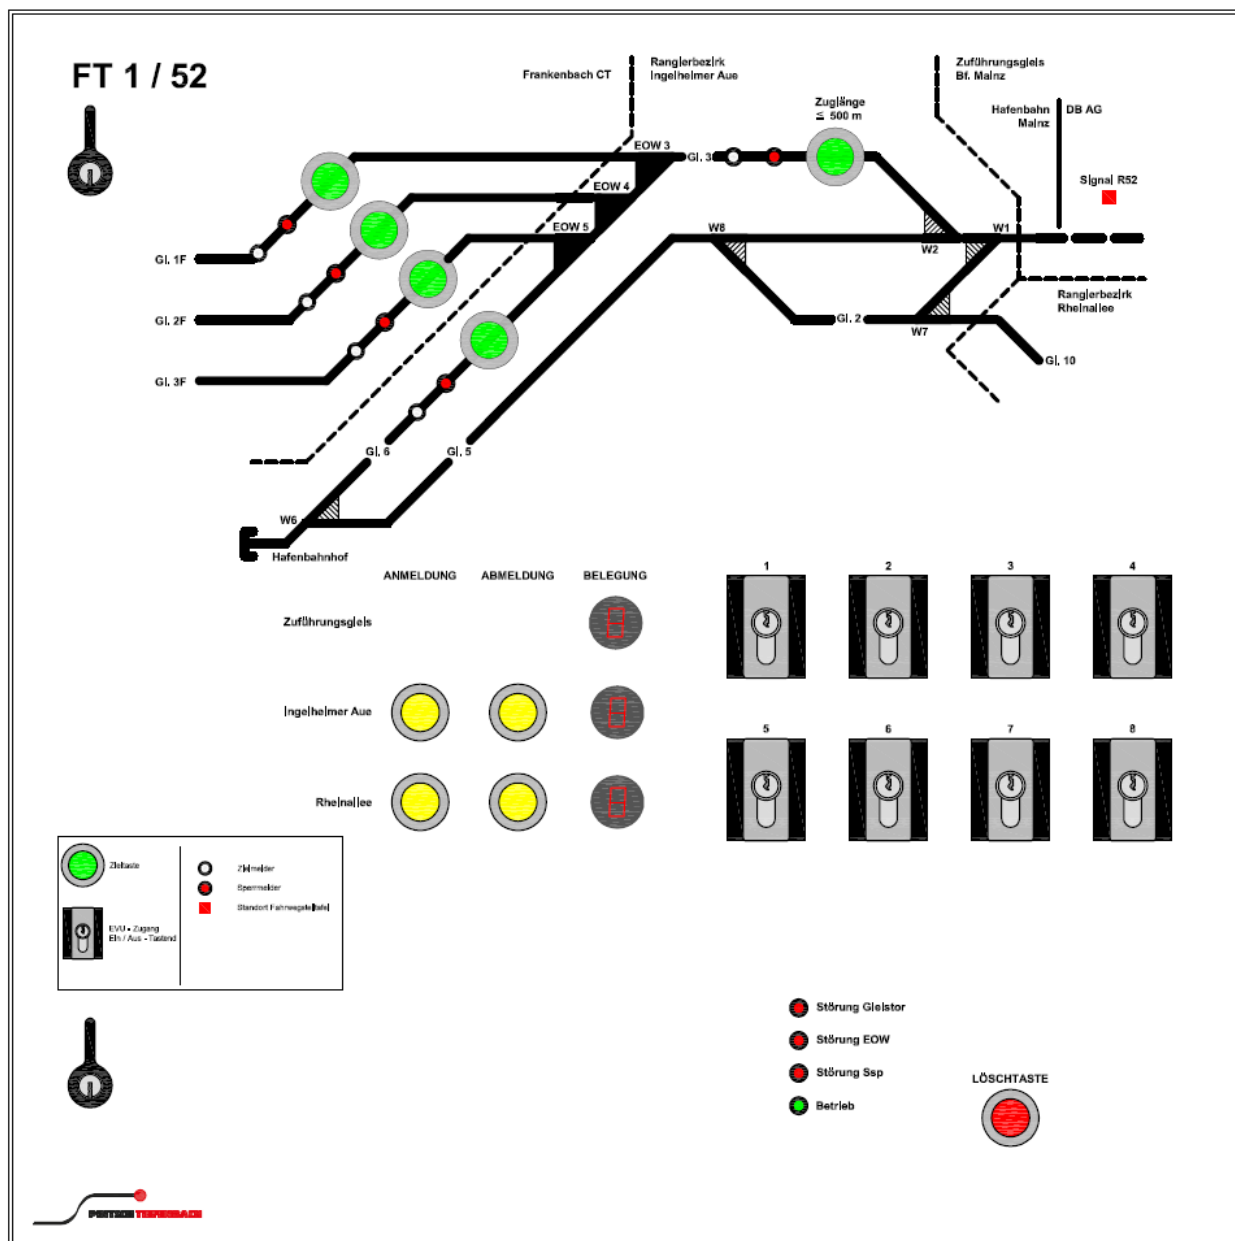 FT 1 / 52
Frankenbach CT
Rangierbezirk
Ingelheimer Aue
Zuführungsgleis
Bf. Mainz
Zuglänge
≤ 500 m
Hafenbahn
Mainz
DB AG
Signal R52
EOW 3
Gl. 3
EOW 4
EOW 5
W8
W2
W1
Gl. 1F
Gl. 2F
Gl. 3F
Rangierbezirk
Rheinallee
Gl. 2
W7
Gl. 10
Gl. 6
Gl. 5
W6
Hafenbahnhof
ANMELDUNG
ABMELDUNG
BELEGUNG
Zuführungsgleis
Ingelheimer Aue
Rheinallee
1
2
3
4
5
6
7
8
Zieltaste
EVU - Zugang
Ein / Aus - Tastend
Zielmelder
Sperrmelder
Standort Fahrwegstelltafel
Störung Gleistor
Störung EOW
Störung Ssp
Betrieb
LÖSCHTASTE
PINTSCH TIEFENBACH